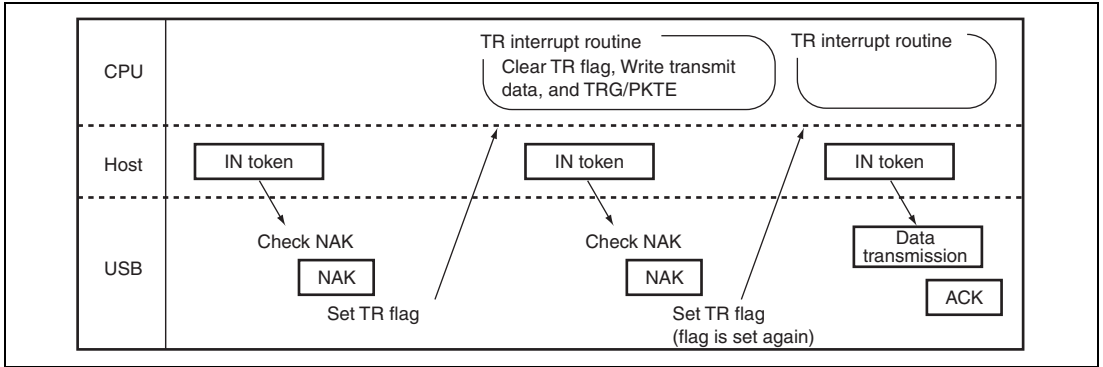 TR interrupt routine
TR interrupt routine
CPU
Clear TR flag, Write transmit
data, and TRG/PKTE
Host
IN token
IN token
IN token
USB
Check NAK
Check NAK
Data
transmission
NAK
NAK
ACK
Set TR flag
Set TR flag
(flag is set again)